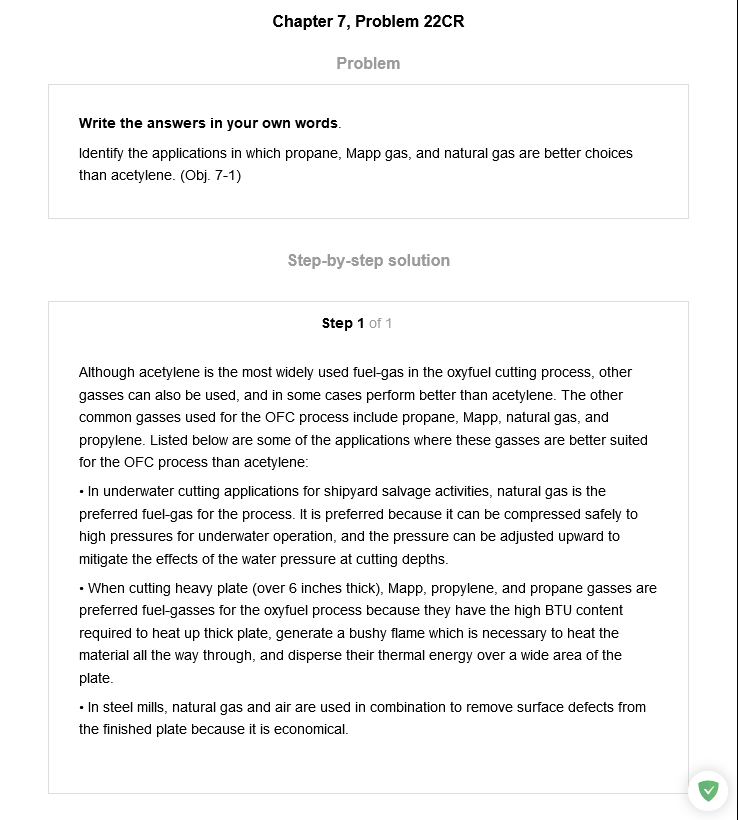 Chapter 7, Problem 22CR
Problem
Write the answers in your own words.
Identify the applications in which propane, Mapp gas, and natural gas are better choices
than acetylene. (Obj. 7-1)
Step-by-step solution
Step 1 of 1
Although acetylene is the most widely used fuel-gas in the oxyfuel cutting process, other
gasses can also be used, and in some cases perform better than acetylene. The other
common gasses used for the OFC process include propane, Mapp, natural gas, and
propylene. Listed below are some of the applications where these gasses are better suited
for the OFC process than acetylene:
• In underwater cutting applications for shipyard salvage activities, natural gas is the
preferred fuel-gas for the process. It is preferred because it can be compressed safely to
high pressures for underwater operation, and the pressure can be adjusted upward to
mitigate the effects of the water pressure at cutting depths.
• When cutting heavy plate (over 6 inches thick), Mapp, propylene, and propane gasses are
preferred fuel-gasses for the oxyfuel process because they have the high BTU content
required to heat up thick plate, generate a bushy flame which is necessary to heat the
material all the way through, and disperse their thermal energy over a wide area of the
plate.
• In steel mills, natural gas and air are used in combination to remove surface defects from
the finished plate because it is economical.